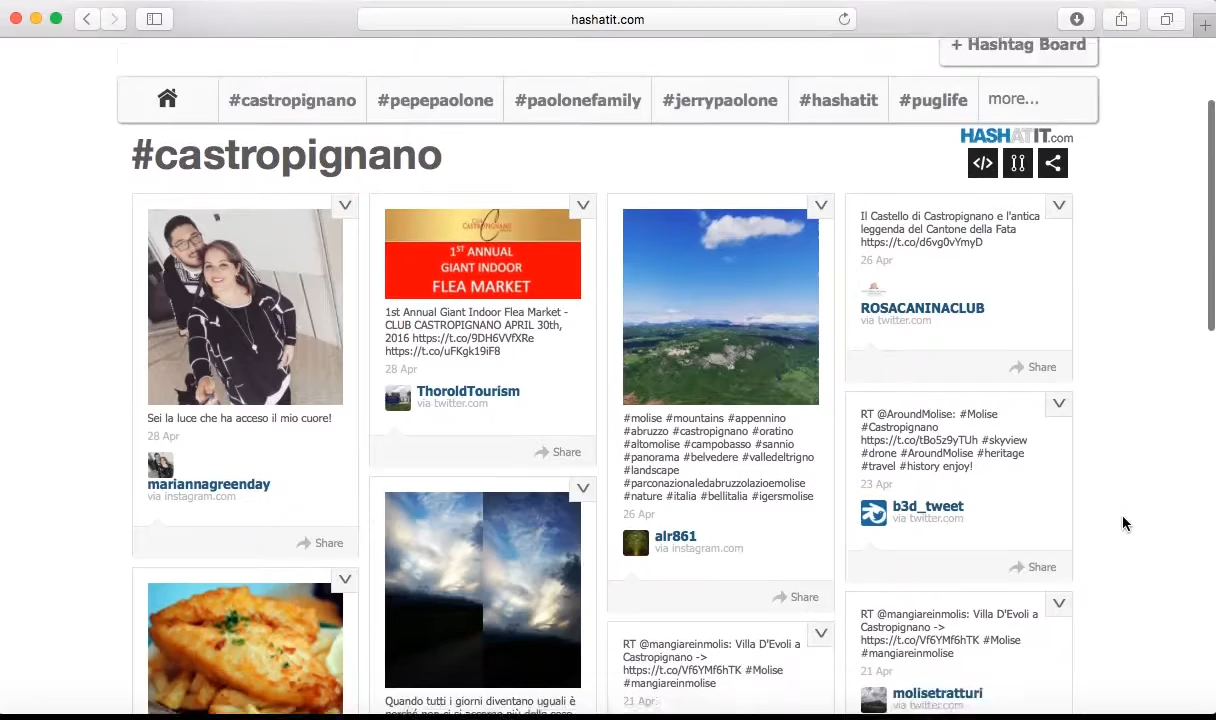 hashatit.com
+ Hashtag Board
#castropignano
#pepepaolone
#paolonefamily
#jerrypaolone
#hashatit
#puglife
more...
#castropignano
HASHATIT.com
Sei la luce che ha acceso il mio cuore!
28 Apr
mariannagreenday
via instagram.com
Share
1ST ANNUAL
GIANT INDOOR
FLEA MARKET
1st Annual Giant Indoor Flea Market -
CLUB CASTROPIGNANO APRIL 30th,
2016 https://t.co/9DH6VVfXRe
https://t.co/uFKgk19iF8
28 Apr
ThoroldTourism
via twitter.com
Share
Quando tutti i giorni diventano uguali è
#molise #mountains #appennino
#abruzzo #castropignano #oratino
#altomolise #campobasso #sannio
#panorama #belvedere #valledeltrigno
#landscape
#parconazionaledabruzzolazioemolise
#nature #italia #bellitalia #igersmolise
26 Apr
alr861
via instagram.com
Share
RT @mangiareinmolis: Villa D'Evoli a
Castropignano ->
https://t.co/Vf6YMf6hTK #Molise
#mangiareinmolise
21 Apr
Il Castello di Castropignano e l'antica
leggenda del Cantone della Fata
https://t.co/d6vg0vYmyD
26 Apr
ROSACANINACLUB
via twitter.com
Share
RT @AroundMolise: #Molise
#Castropignano
https://t.co/tBo5z9yTUh #skyview
#drone #AroundMolise #heritage
#travel #history enjoy!
23 Apr
b3d_tweet
via twitter.com
Share
RT @mangiareinmolis: Villa D'Evoli a
Castropignano ->
https://t.co/Vf6YMf6hTK #Molise
#mangiareinmolise
21 Apr
molisetratturi
via twitter.com